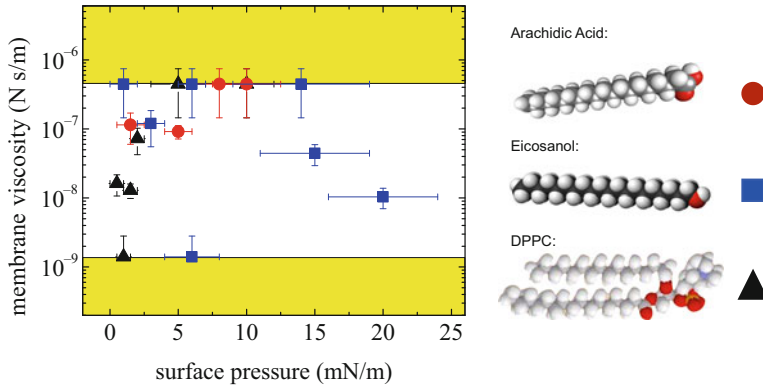 membrane viscosity (N s/m)
10⁻⁶
10⁻⁷
10⁻⁸
10⁻⁹
0
5
10
15
20
25
surface pressure (mN/m)
Arachidic Acid:
Eicosanol:
DPPC: